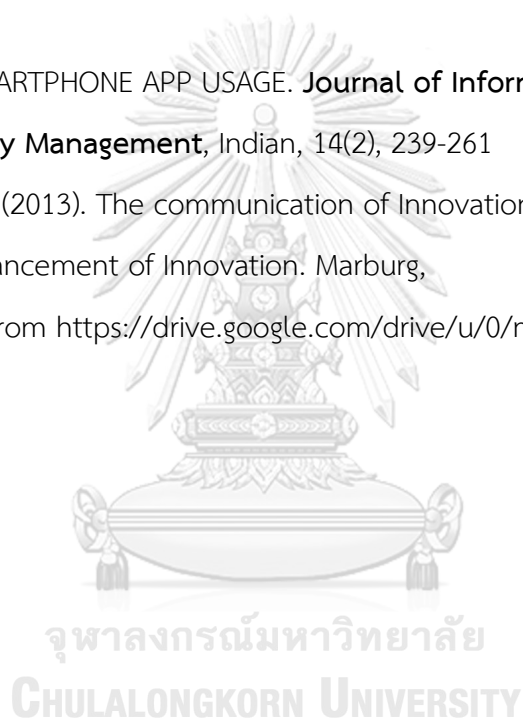 ARTPHONE APP USAGE. Journal of Inforn
y Management, Indian, 14(2), 239-261
(2013). The communication of Innovation
ancement of Innovation. Marburg,
rom https://drive.google.com/drive/u/0/r
จุฬาลงกรณ์มหาวิทยาลัย
CHULALONGKORN UNIVERSITY